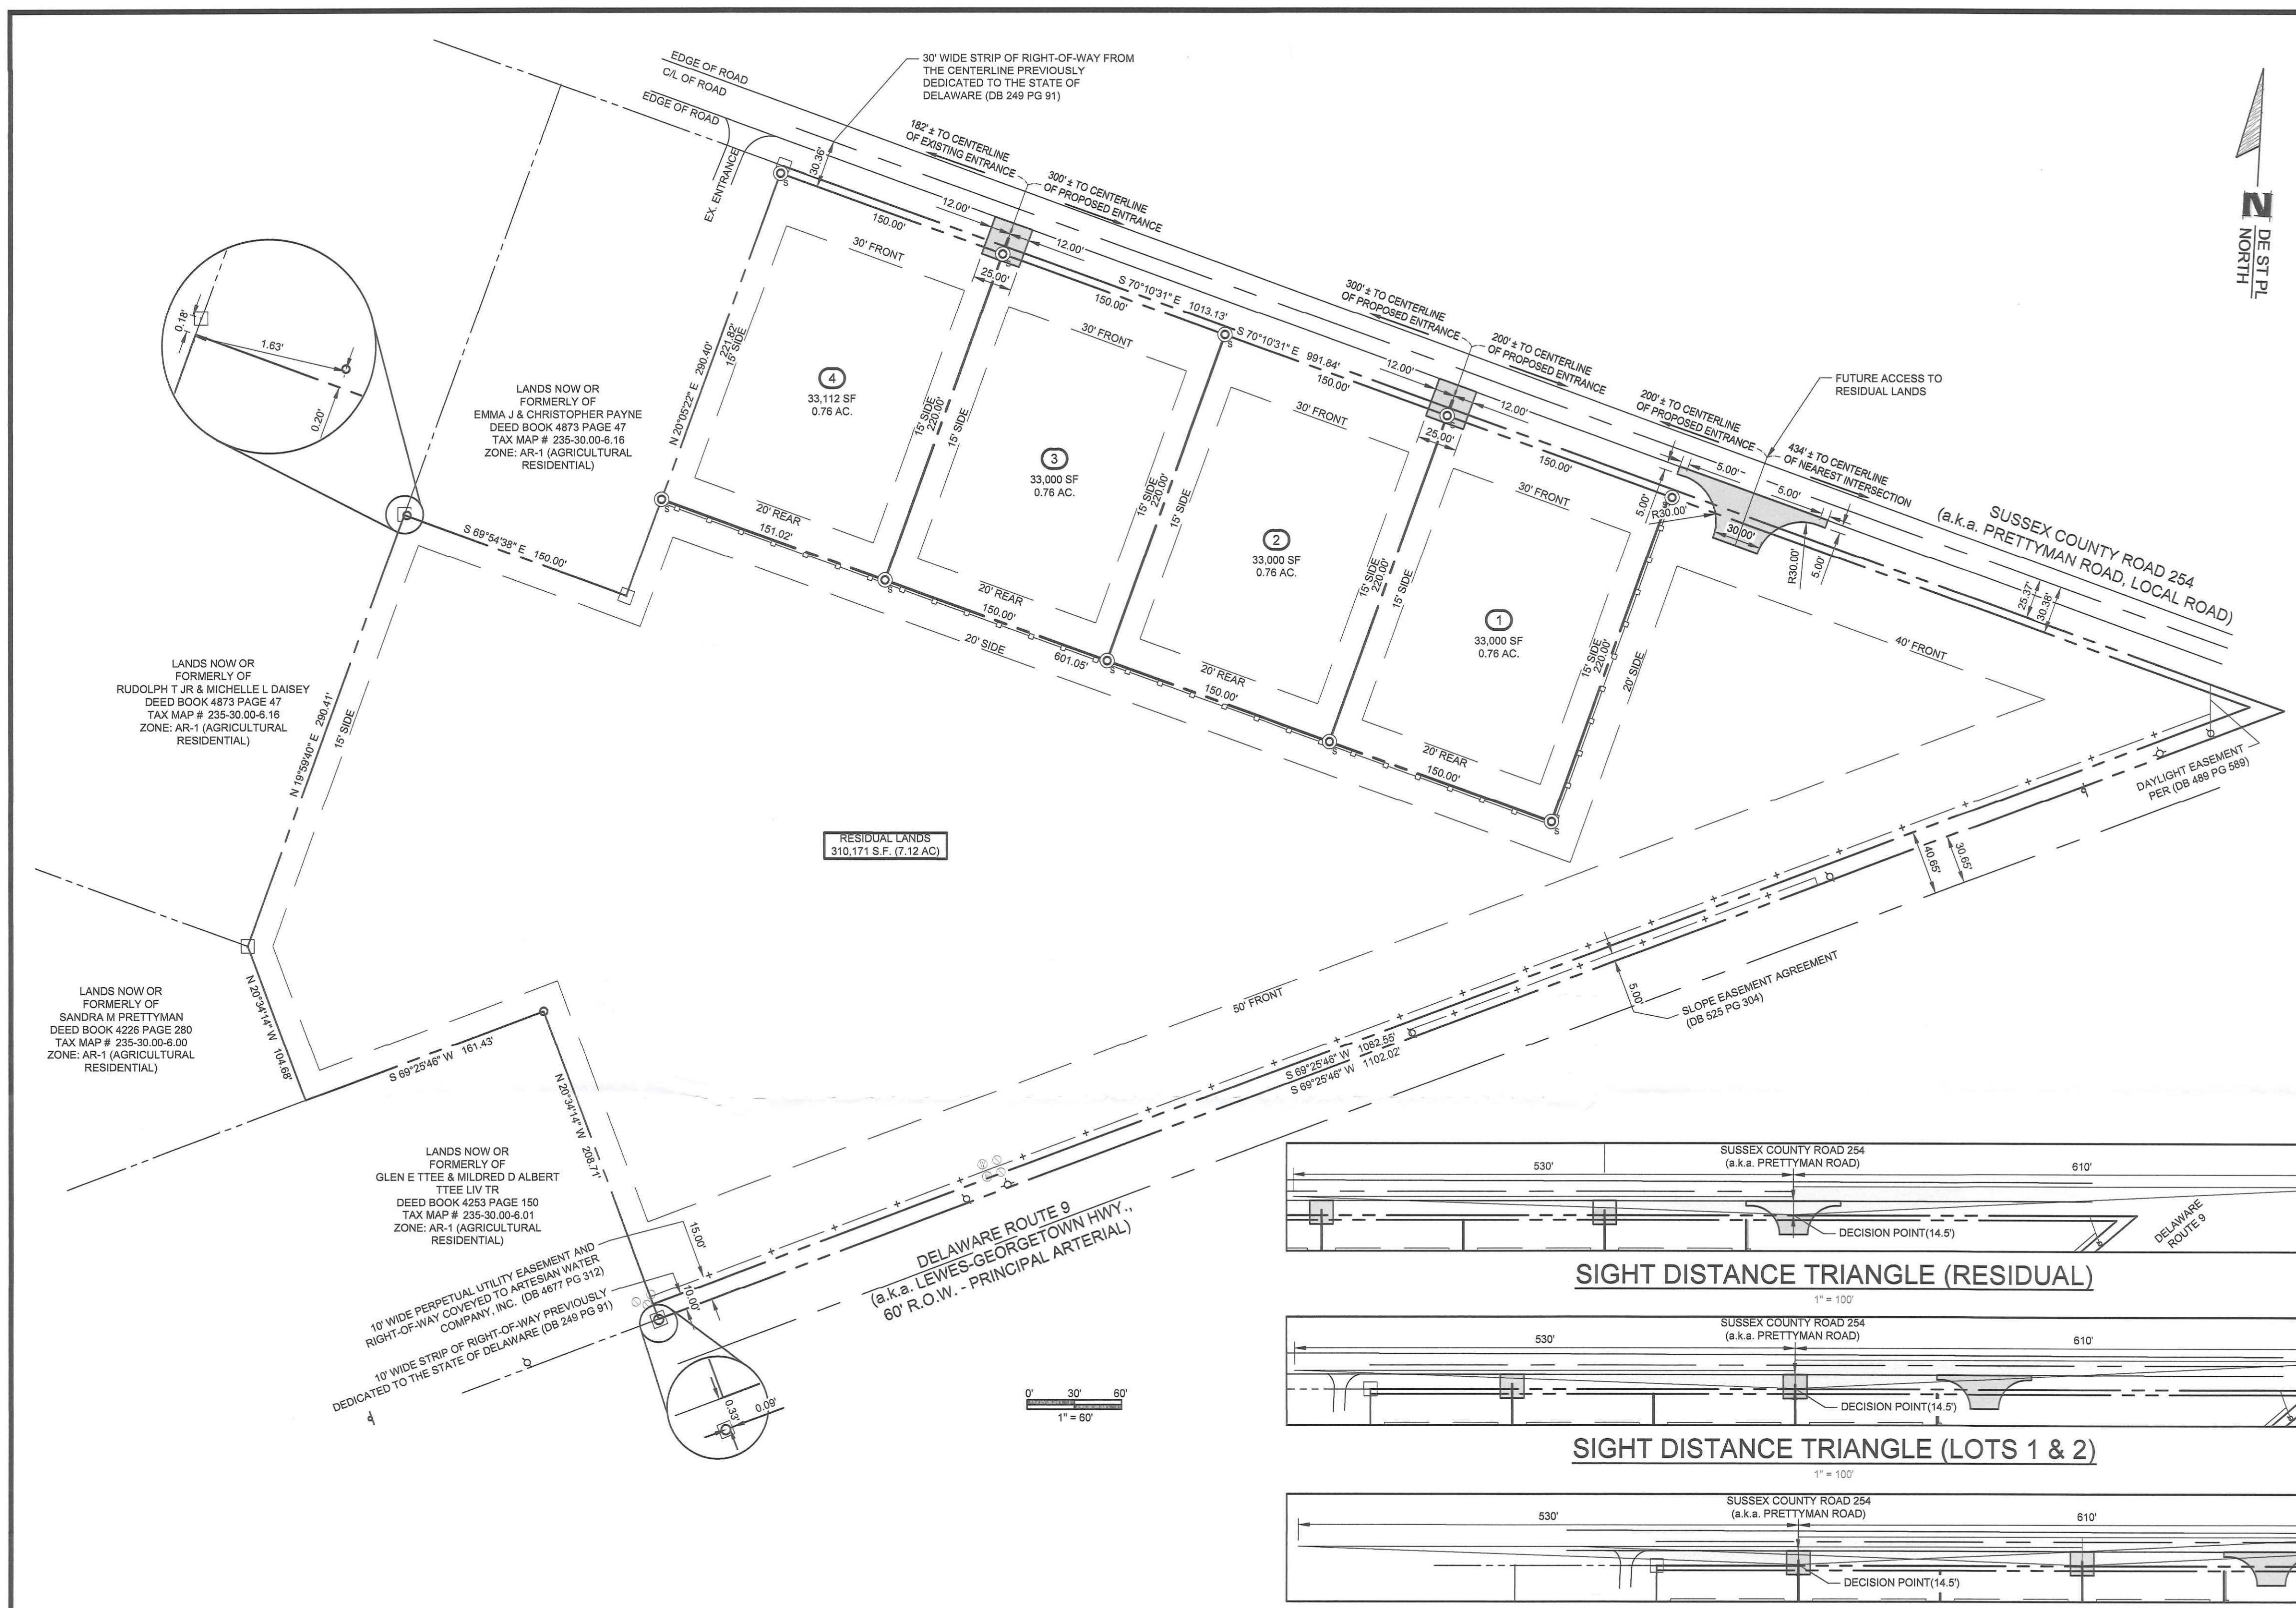 EDGE OF ROAD
C/L OF ROAD
EDGE OF ROAD
30' WIDE STRIP OF RIGHT-OF-WAY FROM
THE CENTERLINE PREVIOUSLY
DEDICATED TO THE STATE OF
DELAWARE (DB 249 PG 91)
EX. ENTRANCE
30.36'
182' ± TO CENTERLINE
OF EXISTING ENTRANCE
300' ± TO CENTERLINE
OF PROPOSED ENTRANCE
12.00'
12.00'
25.00'
150.00'
30' FRONT
S 70°10'31" E 1013.13'
150.00'
30' FRONT
300' ± TO CENTERLINE
OF PROPOSED ENTRANCE
200' ± TO CENTERLINE
OF PROPOSED ENTRANCE
S 70°10'31" E 991.84'
150.00'
12.00'
12.00'
25.00'
30' FRONT
200' ± TO CENTERLINE
OF PROPOSED ENTRANCE
434' ± TO CENTERLINE
OF NEAREST INTERSECTION
FUTURE ACCESS TO
RESIDUAL LANDS
150.00'
30' FRONT
5.00'
5.00'
5.00'
R30.00'
30.00'
R30.00'
5.00'
SUSSEX COUNTY ROAD 254
(a.k.a. PRETTYMAN ROAD, LOCAL ROAD)
25.37'
30.38'
40' FRONT
N
DE ST PL
NORTH
0.18'
1.63'
0.20'
LANDS NOW OR
FORMERLY OF
EMMA J & CHRISTOPHER PAYNE
DEED BOOK 4873 PAGE 47
TAX MAP # 235-30.00-6.16
ZONE: AR-1 (AGRICULTURAL
RESIDENTIAL)
N 20°05'22" E 290.40'
221.82'
15' SIDE
4
33,112 SF
0.76 AC.
15' SIDE
220.00'
15' SIDE
3
33,000 SF
0.76 AC.
15' SIDE
220.00'
15' SIDE
2
33,000 SF
0.76 AC.
15' SIDE
220.00'
15' SIDE
1
33,000 SF
0.76 AC.
15' SIDE
220.00'
20' SIDE
20' REAR
151.02'
20' REAR
150.00'
20' SIDE
601.05'
20' REAR
150.00'
20' REAR
150.00'
S 69°54'38" E 150.00'
LANDS NOW OR
FORMERLY OF
RUDOLPH T JR & MICHELLE L DAISEY
DEED BOOK 4873 PAGE 47
TAX MAP # 235-30.00-6.16
ZONE: AR-1 (AGRICULTURAL
RESIDENTIAL)
N 19°59'40" E 290.41'
15' SIDE
RESIDUAL LANDS
310,171 S.F. (7.12 AC)
DAYLIGHT EASEMENT
PER (DB 489 PG 589)
40.65'
30.65'
5.00'
SLOPE EASEMENT AGREEMENT
(DB 525 PG 304)
50' FRONT
S 69°25'46" W 1082.55'
S 69°25'46" W 1102.02'
LANDS NOW OR
FORMERLY OF
SANDRA M PRETTYMAN
DEED BOOK 4226 PAGE 280
TAX MAP # 235-30.00-6.00
ZONE: AR-1 (AGRICULTURAL
RESIDENTIAL)
N 20°34'14" W 104.68'
S 69°25'46" W 161.43'
N 20°34'14" W 208.71'
LANDS NOW OR
FORMERLY OF
GLEN E TTEE & MILDRED D ALBERT
TTEE LIV TR
DEED BOOK 4253 PAGE 150
TAX MAP # 235-30.00-6.01
ZONE: AR-1 (AGRICULTURAL
RESIDENTIAL)
10' WIDE PERPETUAL UTILITY EASEMENT AND
RIGHT-OF-WAY COVEYED TO ARTESIAN WATER
COMPANY, INC. (DB 4677 PG 312)
10' WIDE STRIP OF RIGHT-OF-WAY PREVIOUSLY
DEDICATED TO THE STATE OF DELAWARE (DB 249 PG 91)
15.00'
10.00'
0.33'
0.09'
DELAWARE ROUTE 9
(a.k.a. LEWES-GEORGETOWN HWY.,
60' R.O.W. - PRINCIPAL ARTERIAL)
0' 30' 60'
1" = 60'
SUSSEX COUNTY ROAD 254
(a.k.a. PRETTYMAN ROAD)
530'
610'
DECISION POINT(14.5')
DELAWARE
ROUTE 9
SIGHT DISTANCE TRIANGLE (RESIDUAL)
1" = 100'
SUSSEX COUNTY ROAD 254
(a.k.a. PRETTYMAN ROAD)
530'
610'
DECISION POINT(14.5')
SIGHT DISTANCE TRIANGLE (LOTS 1 & 2)
1" = 100'
SUSSEX COUNTY ROAD 254
(a.k.a. PRETTYMAN ROAD)
530'
610'
DECISION POINT(14.5')